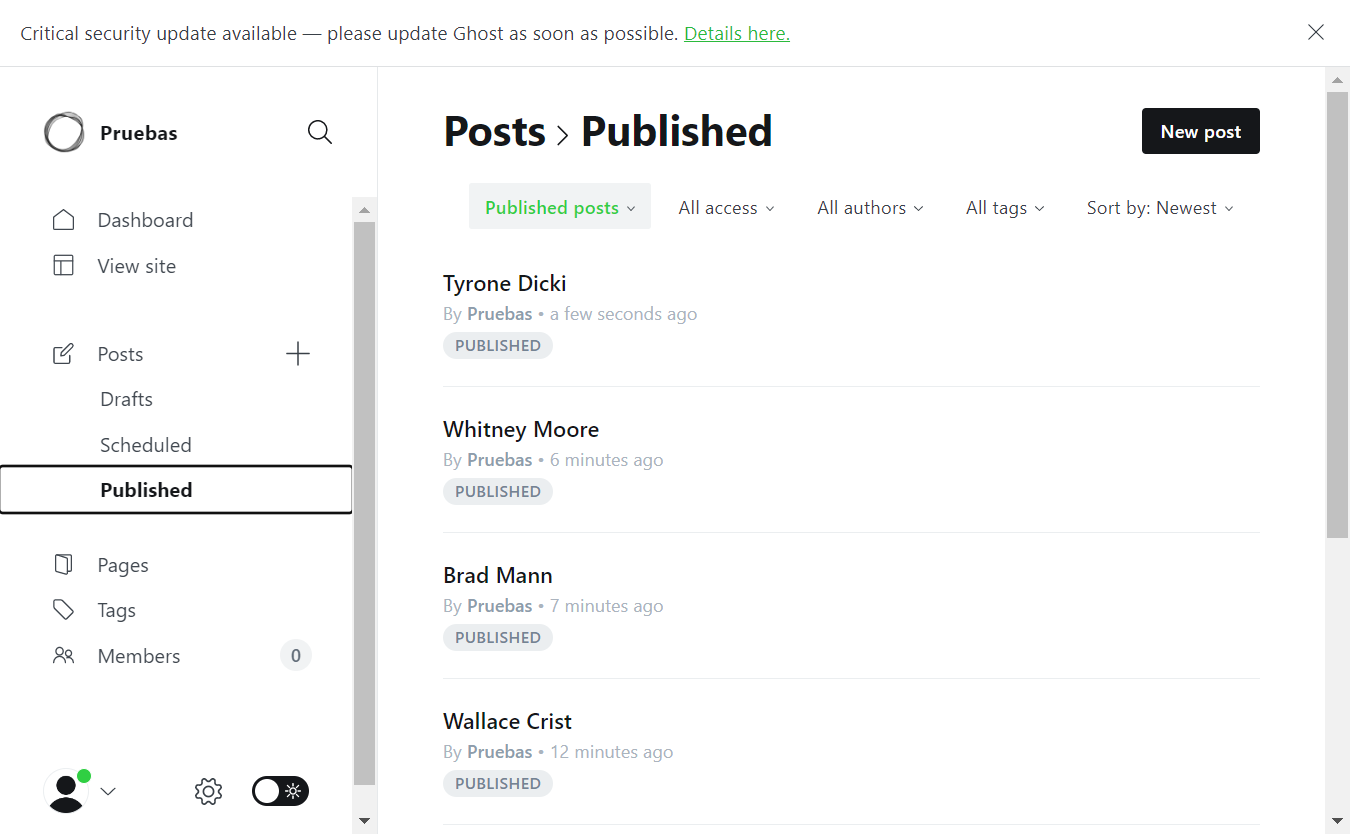 Critical security update available — please update Ghost as soon as possible. Details here.
Pruebas
Dashboard
View site
Posts
Drafts
Scheduled
Published
Pages
Tags
Members 0
Posts › Published
New post
Published posts All access All authors All tags Sort by: Newest
Tyrone Dicki
By Pruebas • a few seconds ago
PUBLISHED
Whitney Moore
By Pruebas • 6 minutes ago
PUBLISHED
Brad Mann
By Pruebas • 7 minutes ago
PUBLISHED
Wallace Crist
By Pruebas • 12 minutes ago
PUBLISHED